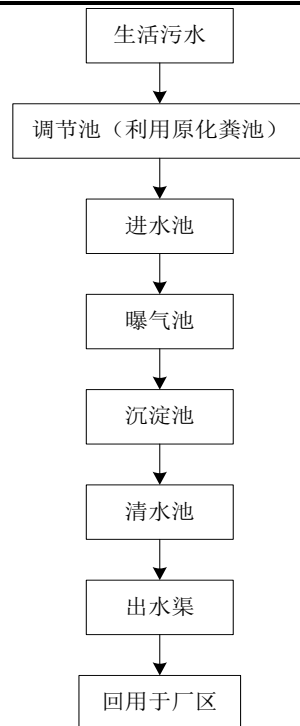 生活污水
调节池（利用原化粪池）
进水池
曝气池
沉淀池
清水池
出水渠
回用于厂区